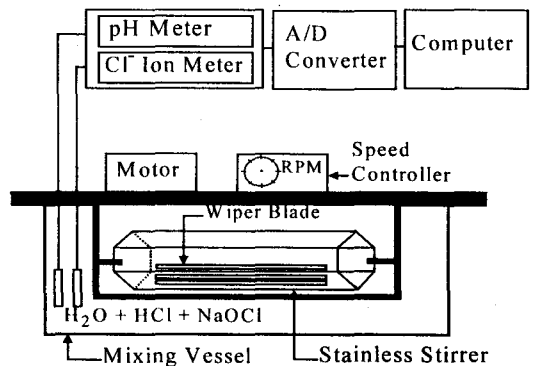 pH Meter
Cl⁻ Ion Meter
A/D
Converter
Computer
Motor
RPM
Speed
Controller
Wiper Blade
H₂O + HCl + NaOCl
Mixing Vessel
Stainless Stirrer